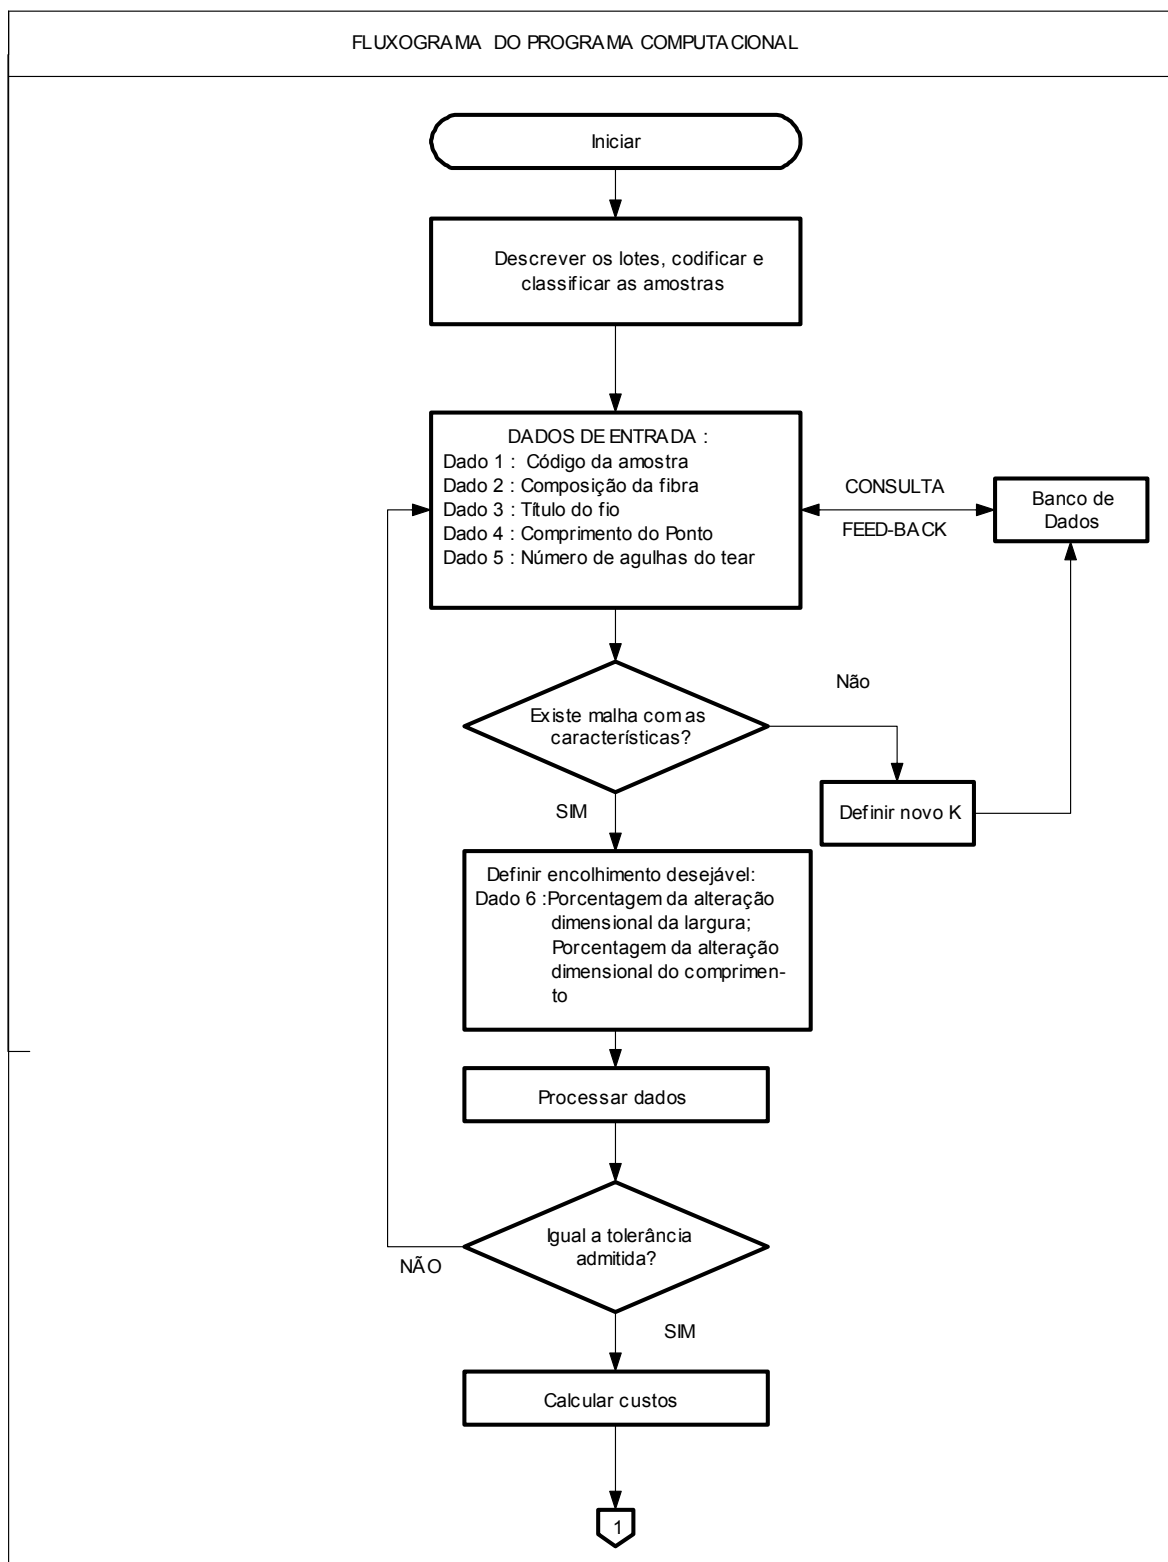 FLUXOGRAMA DO PROGRAMA COMPUTACIONAL
Iniciar
Descrever os lotes, codificar e
classificar as amostras
DADOS DE ENTRADA :
Dado 1 : Código da amostra
Dado 2 : Composição da fibra
Dado 3 : Título do fio
Dado 4 : Comprimento do Ponto
Dado 5 : Número de agulhas do tear
CONSULTA
FEED-BACK
Banco de
Dados
Existe malha com as
características?
Não
SIM
Definir novo K
Definir encolhimento desejável:
Dado 6 :Porcentagem da alteração
dimensional da largura;
Porcentagem da alteração
dimensional do comprimen-
to
Processar dados
Igual a tolerância
admitida?
NÃO
SIM
Calcular custos
1